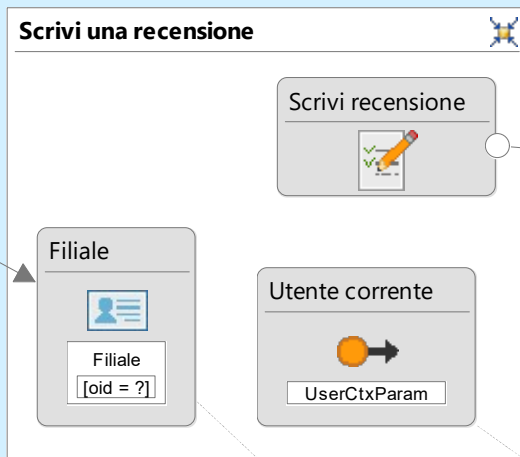 Scrivi una recensione
Scrivi recensione
Filiale
Filiale
[oid = ?]
Utente corrente
UserCtxParam